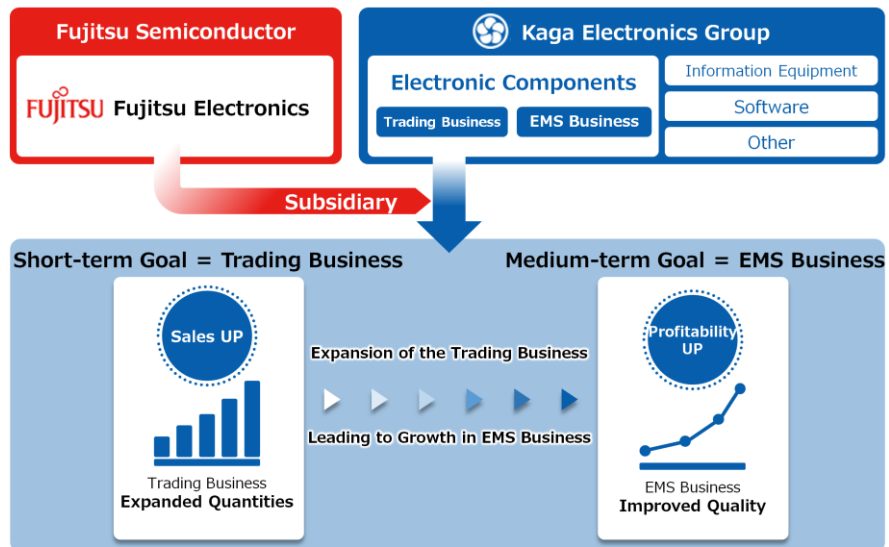 Fujitsu Semiconductor
FUJITSU Fujitsu Electronics
Kaga Electronics Group
Electronic Components
Trading Business
EMS Business
Information Equipment
Software
Other
Subsidiary
Short-term Goal = Trading Business
Medium-term Goal = EMS Business
Sales UP
Trading Business
Expanded Quantities
Expansion of the Trading Business
Leading to Growth in EMS Business
Profitability
UP
EMS Business
Improved Quality